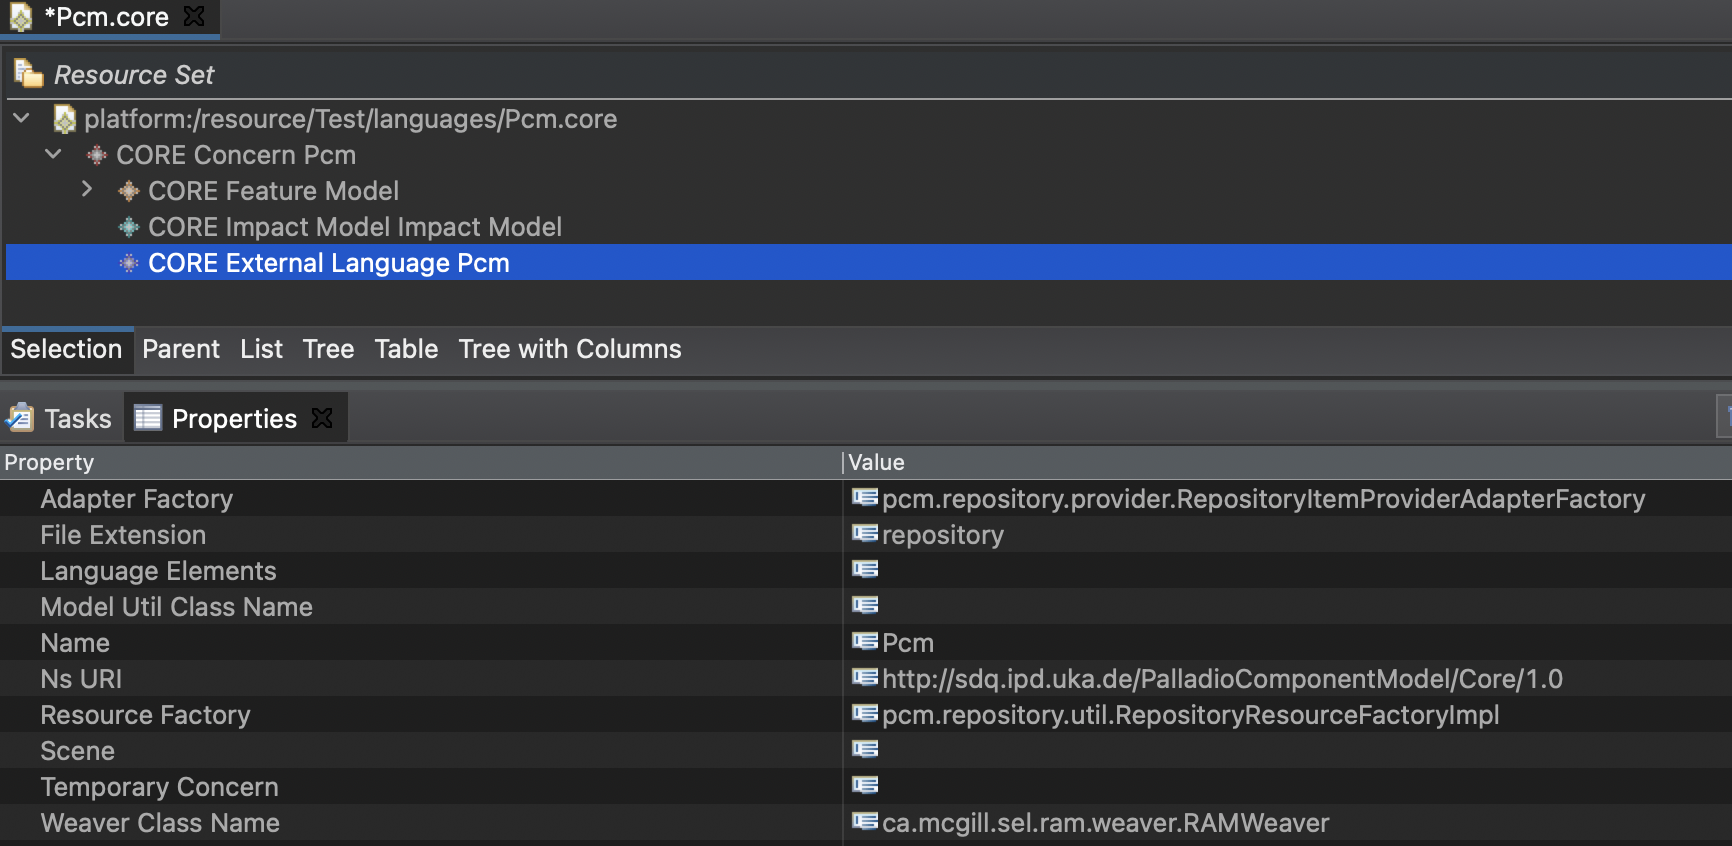 *Pcm.core
Resource Set
platform:/resource/Test/languages/Pcm.core
CORE Concern Pcm
CORE Feature Model
CORE Impact Model Impact Model
CORE External Language Pcm
Selection Parent List Tree Table Tree with Columns
Tasks Properties
Property Value
Adapter Factory pcm.repository.provider.RepositoryItemProviderAdapterFactory
File Extension repository
Language Elements
Model Util Class Name
Name Pcm
Ns URI http://sdq.ipd.uka.de/PalladioComponentModel/Core/1.0
Resource Factory pcm.repository.util.RepositoryResourceFactoryImpl
Scene
Temporary Concern
Weaver Class Name ca.mcgill.sel.ram.weaver.RAMWeaver